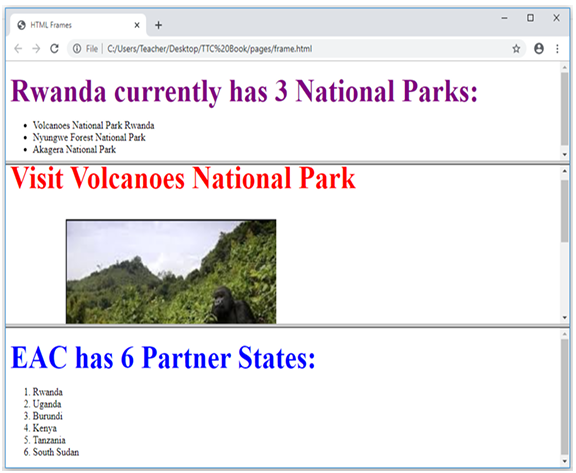 HTML Frames
File | C:/Users/Teacher/Desktop/TTC%20Book/pages/frame.html
Rwanda currently has 3 National Parks:
• Volcanoes National Park Rwanda
• Nyungwe Forest National Park
• Akagera National Park
Visit Volcanoes National Park
EAC has 6 Partner States:
1. Rwanda
2. Uganda
3. Burundi
4. Kenya
5. Tanzania
6. South Sudan